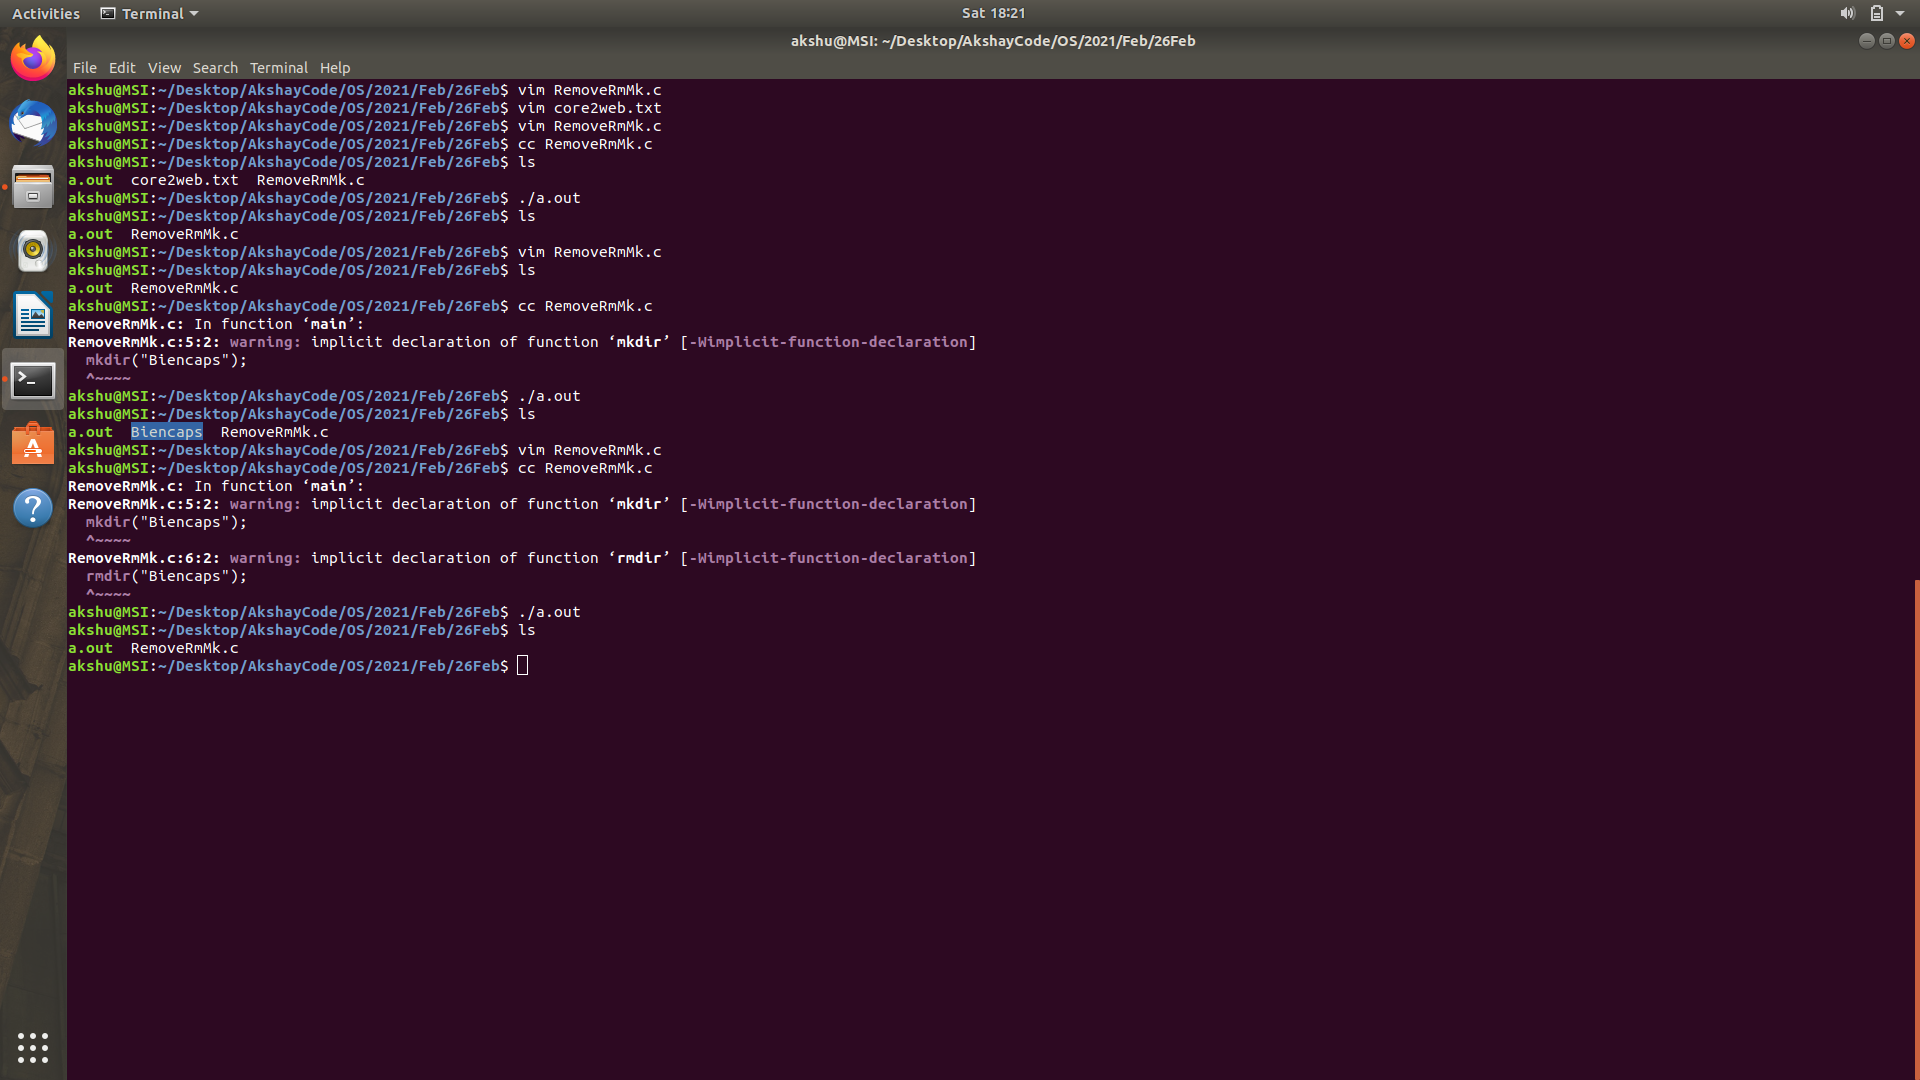 Activities Terminal Sat 18:21
akshu@MSI: ~/Desktop/AkshayCode/OS/2021/Feb/26Feb
File Edit View Search Terminal Help
akshu@MSI:~/Desktop/AkshayCode/OS/2021/Feb/26Feb$ vim RemoveRmMk.c
akshu@MSI:~/Desktop/AkshayCode/OS/2021/Feb/26Feb$ vim core2web.txt
akshu@MSI:~/Desktop/AkshayCode/OS/2021/Feb/26Feb$ vim RemoveRmMk.c
akshu@MSI:~/Desktop/AkshayCode/OS/2021/Feb/26Feb$ cc RemoveRmMk.c
akshu@MSI:~/Desktop/AkshayCode/OS/2021/Feb/26Feb$ ls
a.out  core2web.txt  RemoveRmMk.c
akshu@MSI:~/Desktop/AkshayCode/OS/2021/Feb/26Feb$ ./a.out
akshu@MSI:~/Desktop/AkshayCode/OS/2021/Feb/26Feb$ ls
a.out  RemoveRmMk.c
akshu@MSI:~/Desktop/AkshayCode/OS/2021/Feb/26Feb$ vim RemoveRmMk.c
akshu@MSI:~/Desktop/AkshayCode/OS/2021/Feb/26Feb$ ls
a.out  RemoveRmMk.c
akshu@MSI:~/Desktop/AkshayCode/OS/2021/Feb/26Feb$ cc RemoveRmMk.c
RemoveRmMk.c: In function ‘main’:
RemoveRmMk.c:5:2: warning: implicit declaration of function ‘mkdir’ [-Wimplicit-function-declaration]
  mkdir("Biencaps");
  ^~~~~
akshu@MSI:~/Desktop/AkshayCode/OS/2021/Feb/26Feb$ ./a.out
akshu@MSI:~/Desktop/AkshayCode/OS/2021/Feb/26Feb$ ls
a.out  Biencaps  RemoveRmMk.c
akshu@MSI:~/Desktop/AkshayCode/OS/2021/Feb/26Feb$ vim RemoveRmMk.c
akshu@MSI:~/Desktop/AkshayCode/OS/2021/Feb/26Feb$ cc RemoveRmMk.c
RemoveRmMk.c: In function ‘main’:
RemoveRmMk.c:5:2: warning: implicit declaration of function ‘mkdir’ [-Wimplicit-function-declaration]
  mkdir("Biencaps");
  ^~~~~
RemoveRmMk.c:6:2: warning: implicit declaration of function ‘rmdir’ [-Wimplicit-function-declaration]
  rmdir("Biencaps");
  ^~~~~
akshu@MSI:~/Desktop/AkshayCode/OS/2021/Feb/26Feb$ ./a.out
akshu@MSI:~/Desktop/AkshayCode/OS/2021/Feb/26Feb$ ls
a.out  RemoveRmMk.c
akshu@MSI:~/Desktop/AkshayCode/OS/2021/Feb/26Feb$